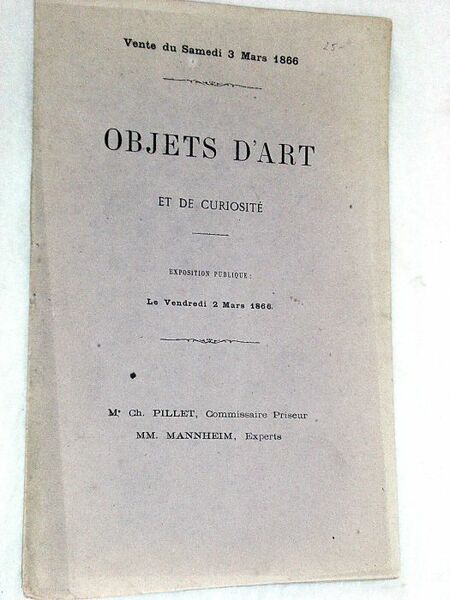 Vente du Samedi 3 Mars 1866
25-
OBJETS D'ART
ET DE CURIOSITÉ
EXPOSITION PUBLIQUE:
Le Vendredi 2 Mars 1866.
Me Ch. PILLET, Commissaire Priseur
MM. MANNHEIM, Experts